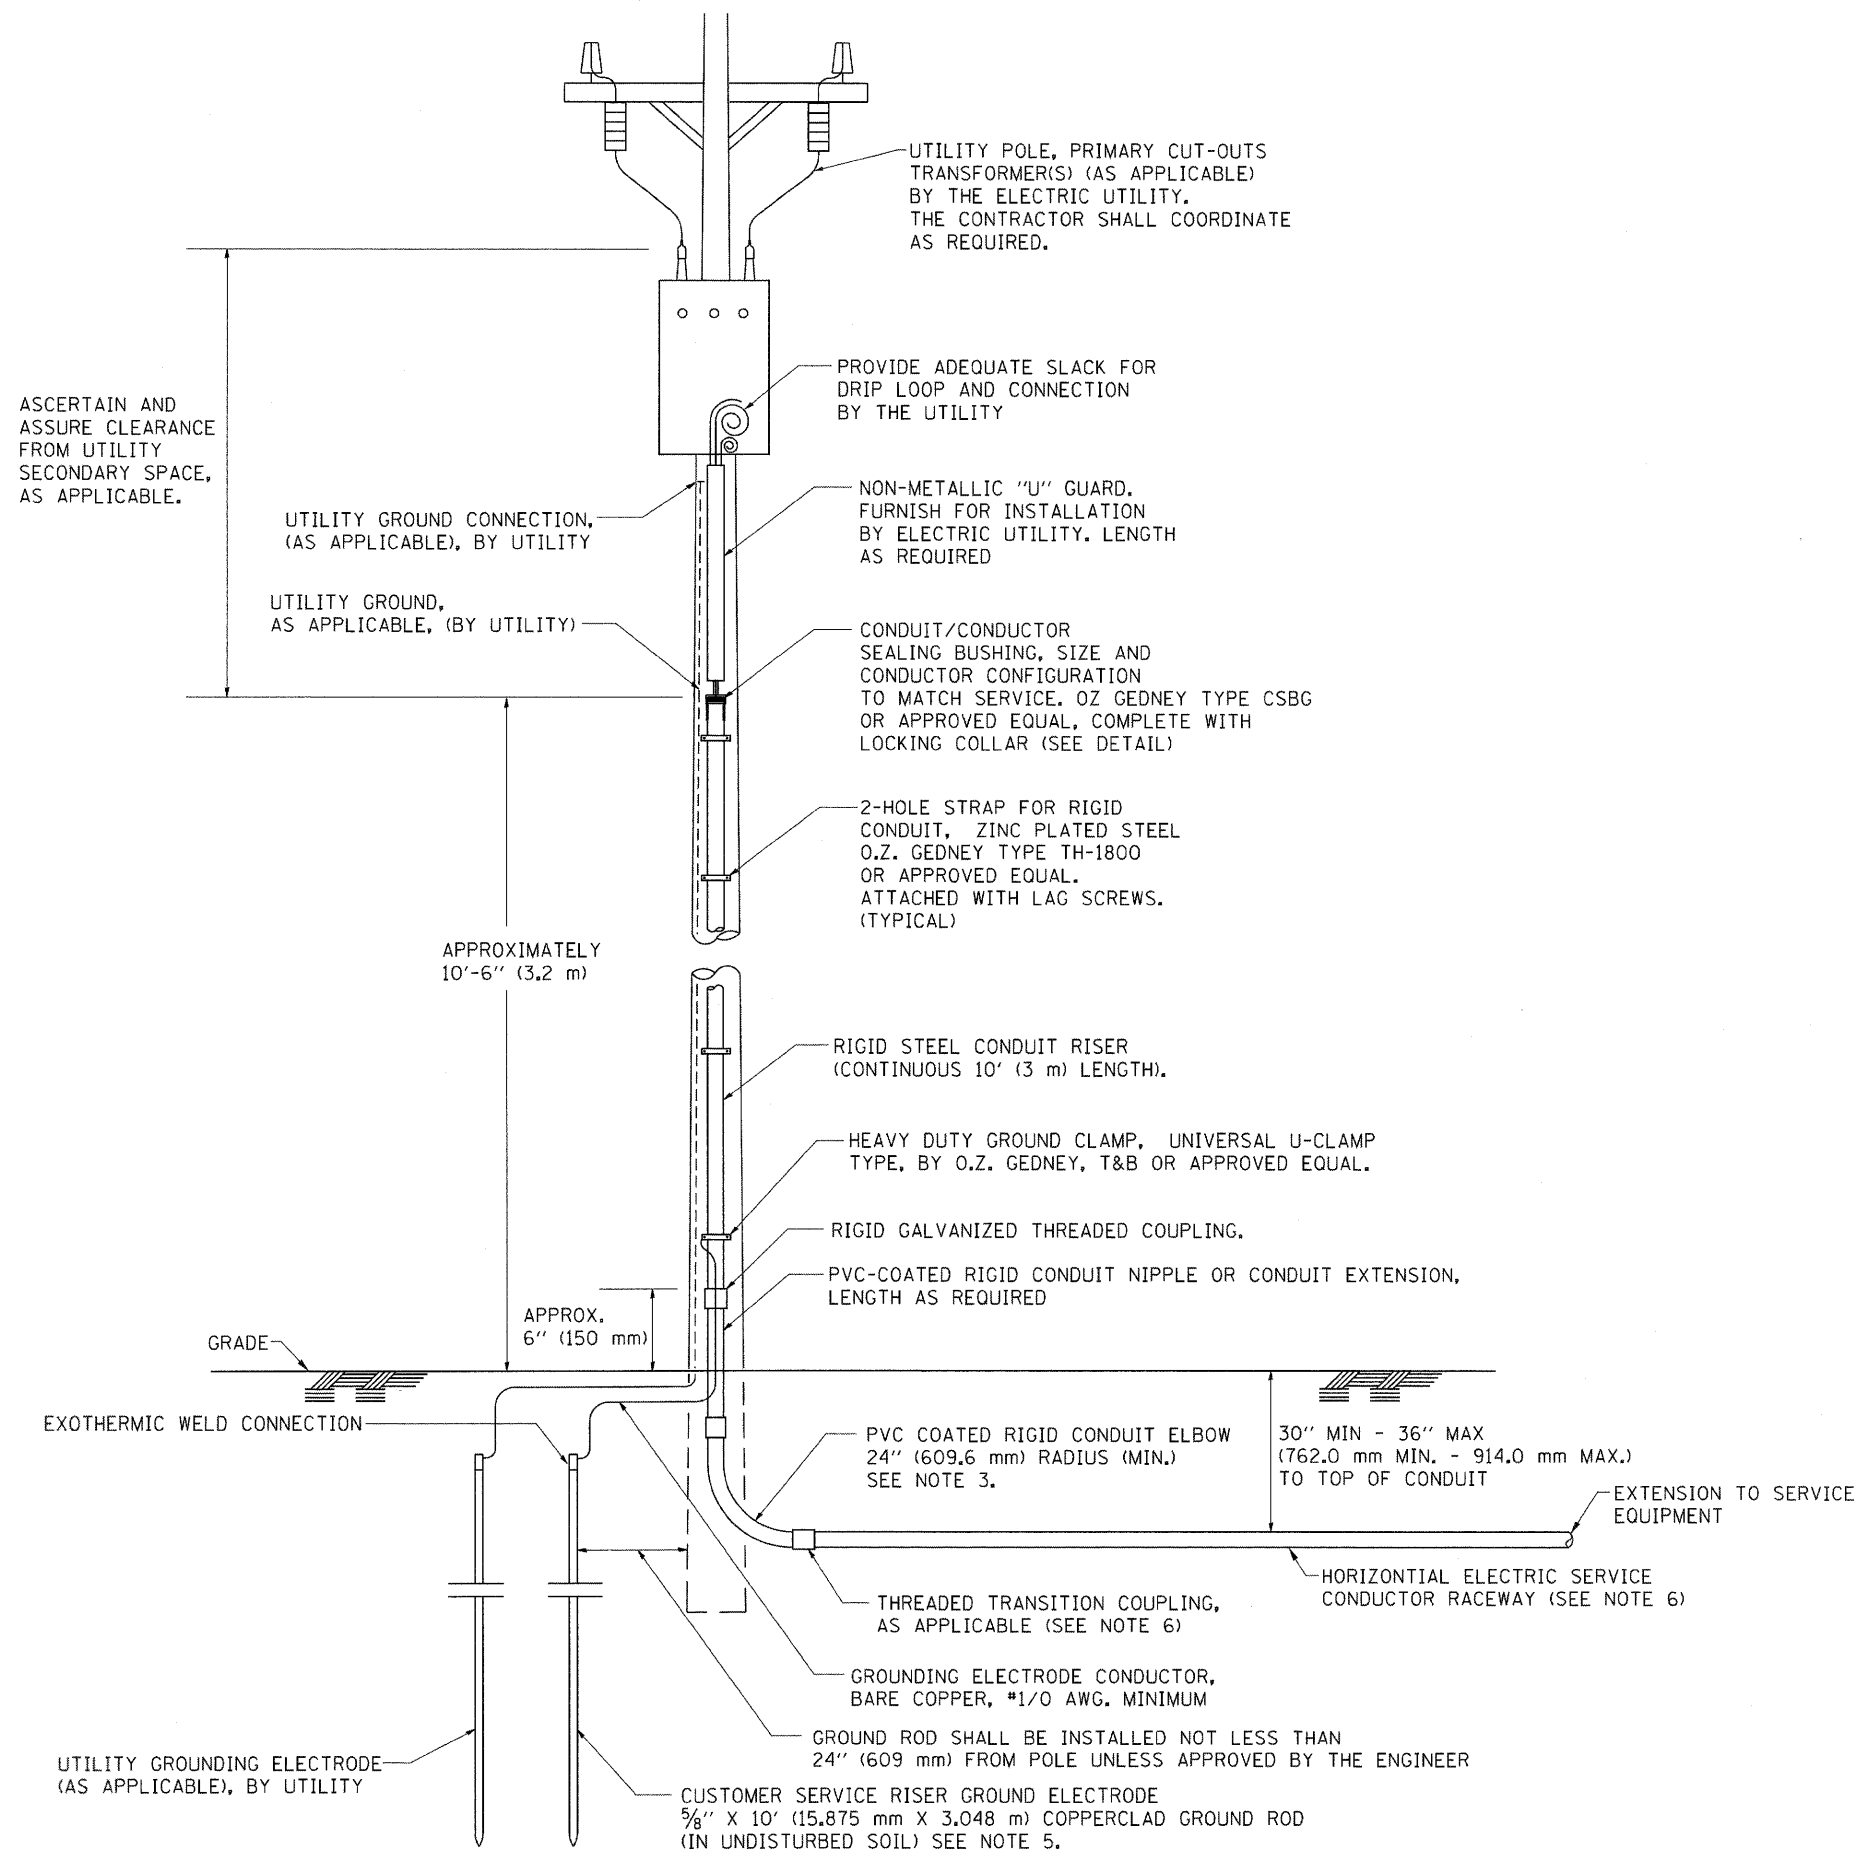 UTILITY POLE, PRIMARY CUT-OUTS
TRANSFORMER(S) (AS APPLICABLE)
BY THE ELECTRIC UTILITY.
THE CONTRACTOR SHALL COORDINATE
AS REQUIRED.
PROVIDE ADEQUATE SLACK FOR
DRIP LOOP AND CONNECTION
BY THE UTILITY
ASCERTAIN AND
ASSURE CLEARANCE
FROM UTILITY
SECONDARY SPACE,
AS APPLICABLE.
NON-METALLIC "U" GUARD.
FURNISH FOR INSTALLATION
BY ELECTRIC UTILITY. LENGTH
AS REQUIRED
UTILITY GROUND CONNECTION,
(AS APPLICABLE), BY UTILITY
UTILITY GROUND,
AS APPLICABLE, (BY UTILITY)
CONDUIT/CONDUCTOR
SEALING BUSHING, SIZE AND
CONDUCTOR CONFIGURATION
TO MATCH SERVICE. OZ GEDNEY TYPE CSBG
OR APPROVED EQUAL, COMPLETE WITH
LOCKING COLLAR (SEE DETAIL)
2-HOLE STRAP FOR RIGID
CONDUIT, ZINC PLATED STEEL
O.Z. GEDNEY TYPE TH-1800
OR APPROVED EQUAL.
ATTACHED WITH LAG SCREWS.
(TYPICAL)
APPROXIMATELY
10'-6" (3.2 m)
RIGID STEEL CONDUIT RISER
(CONTINUOUS 10' (3 m) LENGTH).
HEAVY DUTY GROUND CLAMP, UNIVERSAL U-CLAMP
TYPE, BY O.Z. GEDNEY, T&B OR APPROVED EQUAL.
RIGID GALVANIZED THREADED COUPLING.
PVC-COATED RIGID CONDUIT NIPPLE OR CONDUIT EXTENSION,
LENGTH AS REQUIRED
APPROX.
6" (150 mm)
GRADE
EXOTHERMIC WELD CONNECTION
PVC COATED RIGID CONDUIT ELBOW
24" (609.6 mm) RADIUS (MIN.)
SEE NOTE 3.
30" MIN - 36" MAX
(762.0 mm MIN. - 914.0 mm MAX.)
TO TOP OF CONDUIT
EXTENSION TO SERVICE
EQUIPMENT
HORIZONTIAL ELECTRIC SERVICE
CONDUCTOR RACEWAY (SEE NOTE 6)
THREADED TRANSITION COUPLING,
AS APPLICABLE (SEE NOTE 6)
GROUNDING ELECTRODE CONDUCTOR,
BARE COPPER, #1/0 AWG. MINIMUM
GROUND ROD SHALL BE INSTALLED NOT LESS THAN
24" (609 mm) FROM POLE UNLESS APPROVED BY THE ENGINEER
UTILITY GROUNDING ELECTRODE
(AS APPLICABLE), BY UTILITY
CUSTOMER SERVICE RISER GROUND ELECTRODE
5/8" X 10' (15.875 mm X 3.048 m) COPPERCLAD GROUND ROD
(IN UNDISTURBED SOIL) SEE NOTE 5.